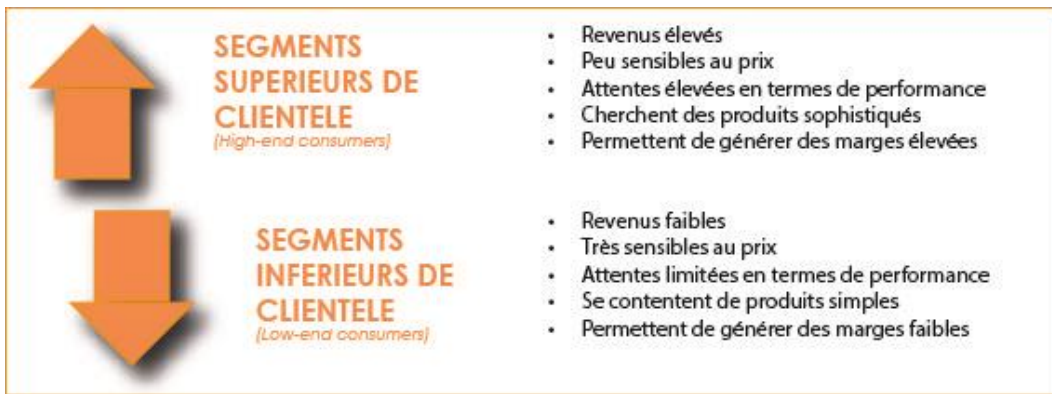 SEGMENTS
SUPERIEURS DE
CLIENTELE
(High-end consumers)
• Revenus élevés
• Peu sensibles au prix
• Attentes élevées en termes de performance
• Cherchent des produits sophistiqués
• Permettent de générer des marges élevées
SEGMENTS
INFERIEURS DE
CLIENTELE
(Low-end consumers)
• Revenus faibles
• Très sensibles au prix
• Attentes limitées en termes de performance
• Se contentent de produits simples
• Permettent de générer des marges faibles